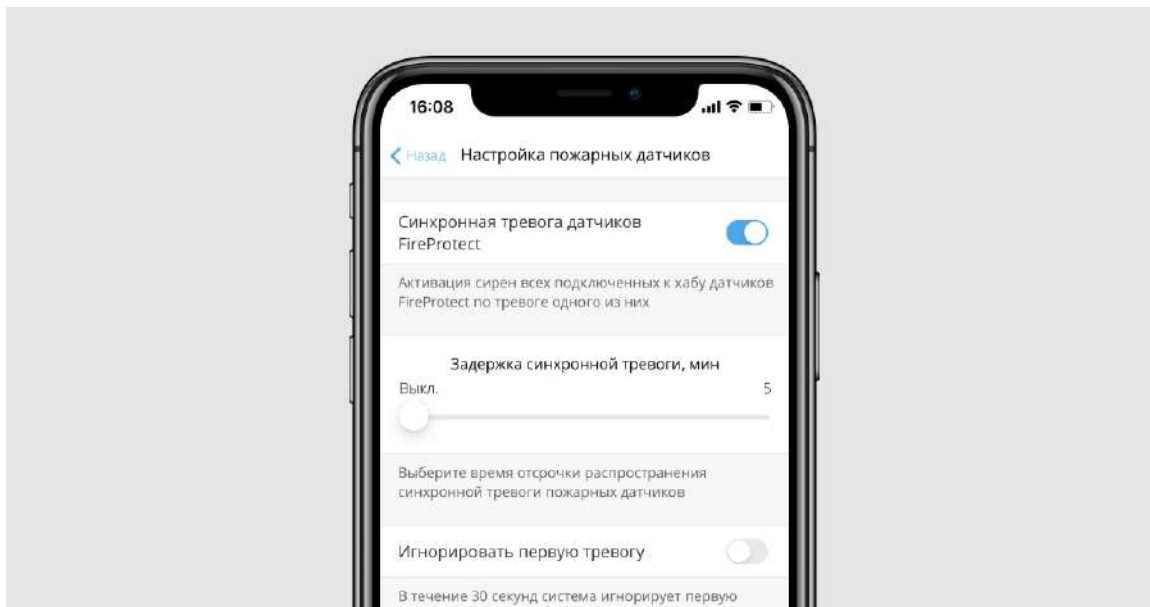 16:08
Назад Настройка пожарных датчиков
Синхронная тревога датчиков
FireProtect
Активация сирен всех подключенных к хабу датчиков
FireProtect по тревоге одного из них
Задержка синхронной тревоги, мин
Выкл. 5
Выберите время отсрочки распространения
синхронной тревоги пожарных датчиков
Игнорировать первую тревогу
В течение 30 секунд система игнорирует первую